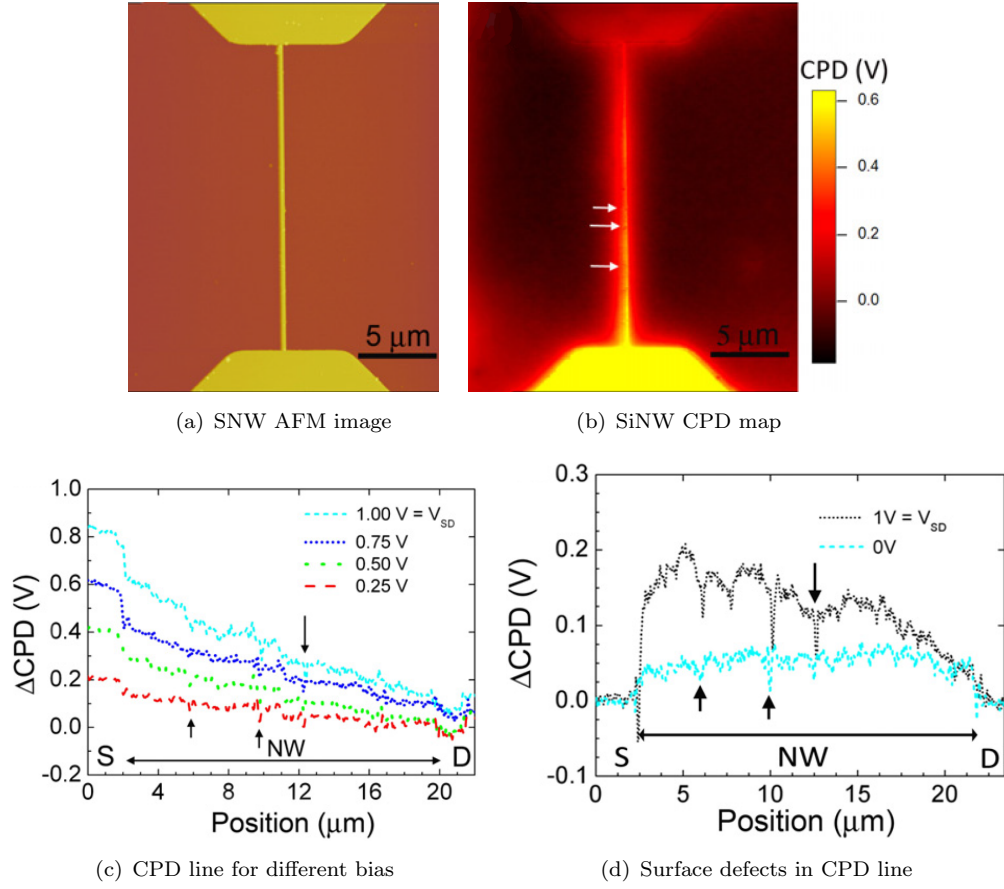 5 μm
CPD (V)
0.6
0.4
0.2
0.0
5 μm
(a) SNW AFM image
(b) SiNW CPD map
1.0
0.8
0.6
0.4
0.2
0.0
-0.2
ΔCPD (V)
1.00 V = V_SD
0.75 V
0.50 V
0.25 V
S
NW
D
0 4 8 12 16 20
Position (μm)
0.3
0.2
0.1
0.0
-0.1
ΔCPD (V)
1V = V_SD
0V
S
NW
D
0 5 10 15 20
Position (μm)
(c) CPD line for different bias
(d) Surface defects in CPD line